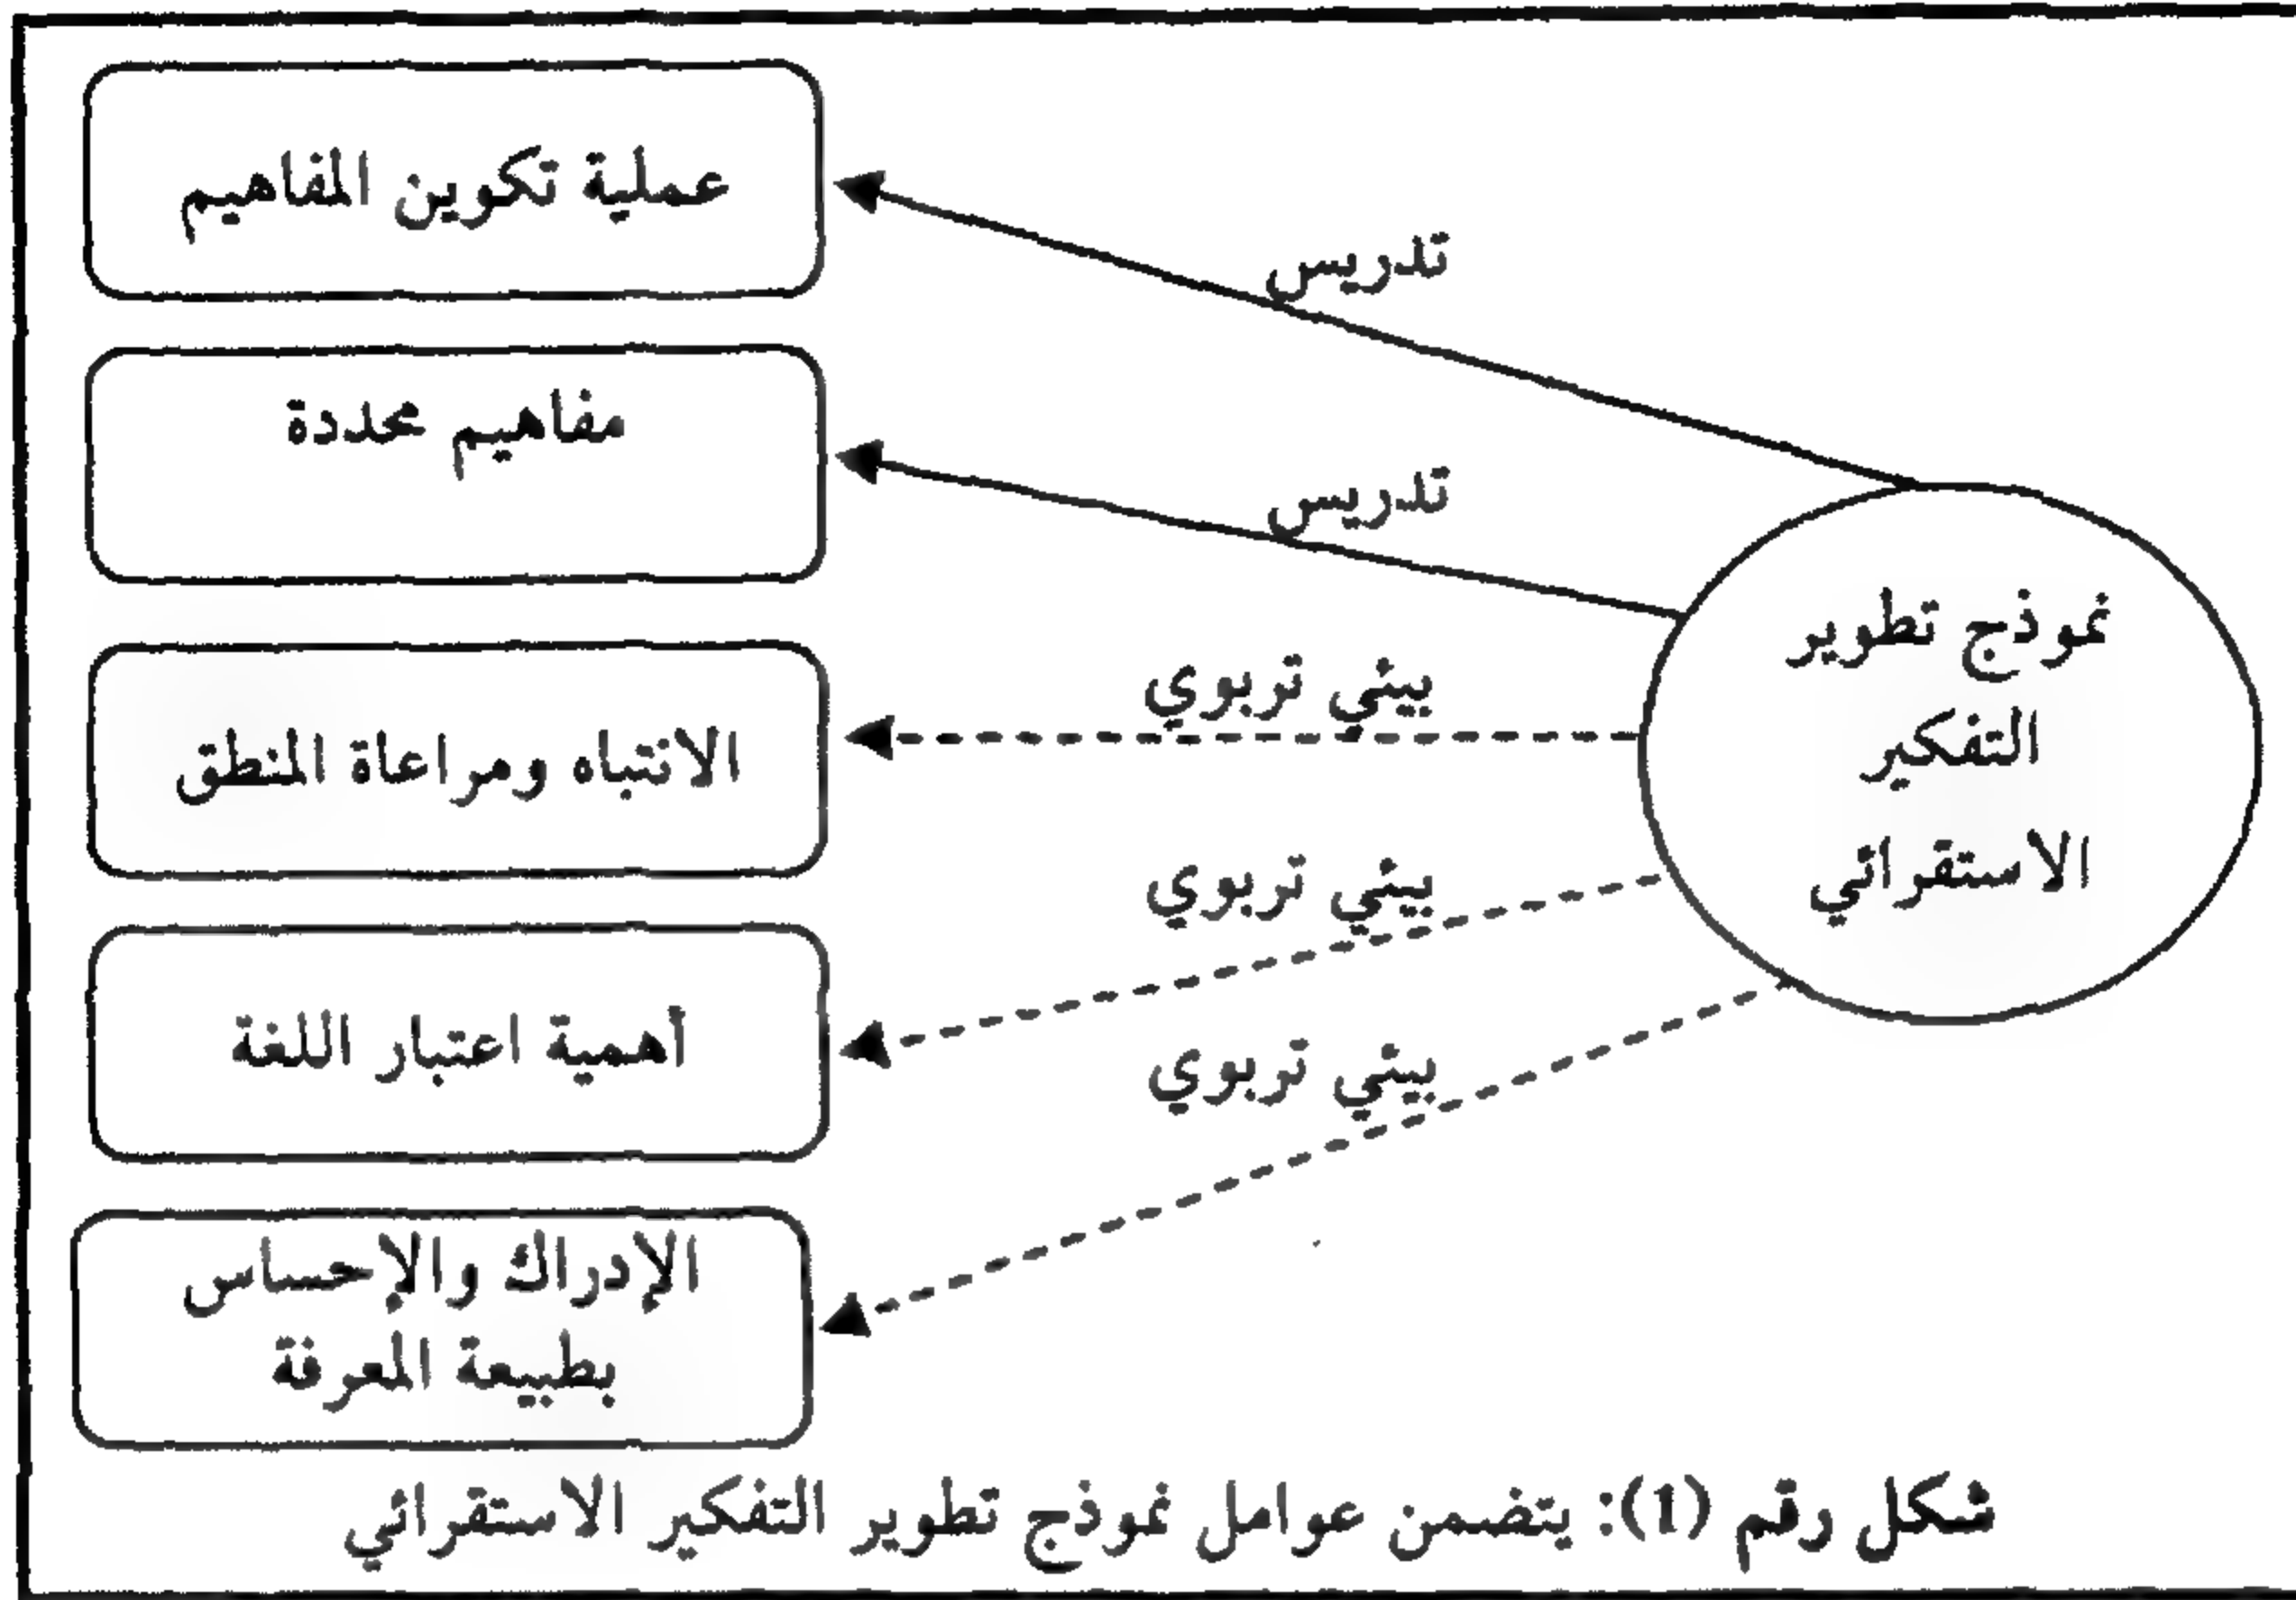 عملية تكوين المفاهيم
تدريس
مفاهيم محددة
تدريس
نموذج تطوير
التفكير
الاستقرائي
بيئي تربوي
الانتباه ومراعاة المنطق
بيئي تربوي
أهمية اعتبار اللغة
بيئي تربوي
الإدراك والإحساس
بطبيعة المعرفة
شكل رقم (1): يتضمن عوامل نموذج تطوير التفكير الاستقرائي